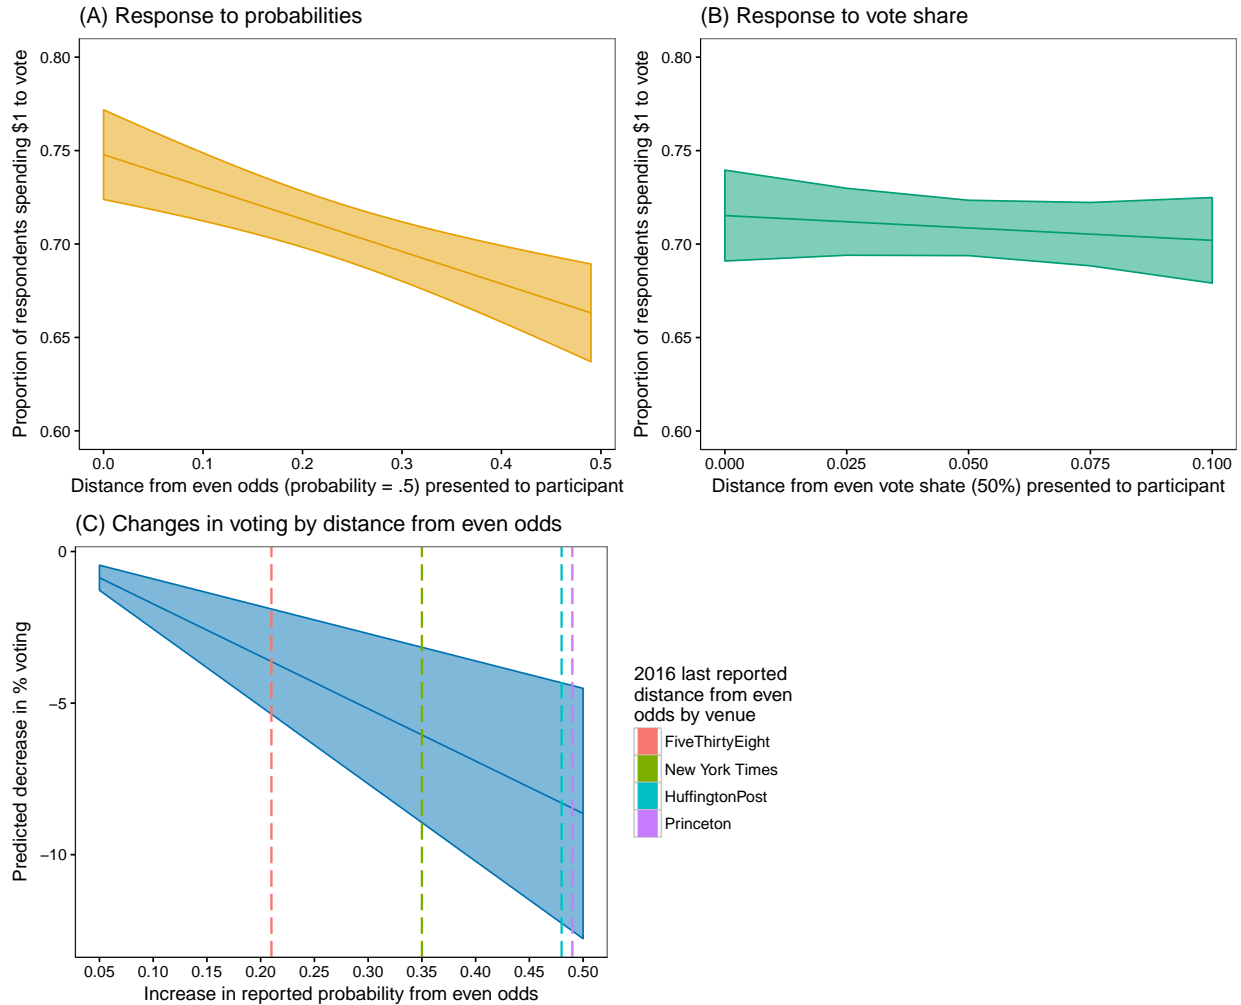 (A) Response to probabilities
Proportion of respondents spending $1 to vote
0.80
0.75
0.70
0.65
0.60
0.0 0.1 0.2 0.3 0.4 0.5
Distance from even odds (probability = .5) presented to participant
(B) Response to vote share
Proportion of respondents spending $1 to vote
0.80
0.75
0.70
0.65
0.60
0.000 0.025 0.050 0.075 0.100
Distance from even vote shate (50%) presented to participant
(C) Changes in voting by distance from even odds
Predicted decrease in % voting
0
−5
−10
0.05 0.10 0.15 0.20 0.25 0.30 0.35 0.40 0.45 0.50
Increase in reported probability from even odds
2016 last reported
distance from even
odds by venue
FiveThirtyEight
New York Times
HuffingtonPost
Princeton